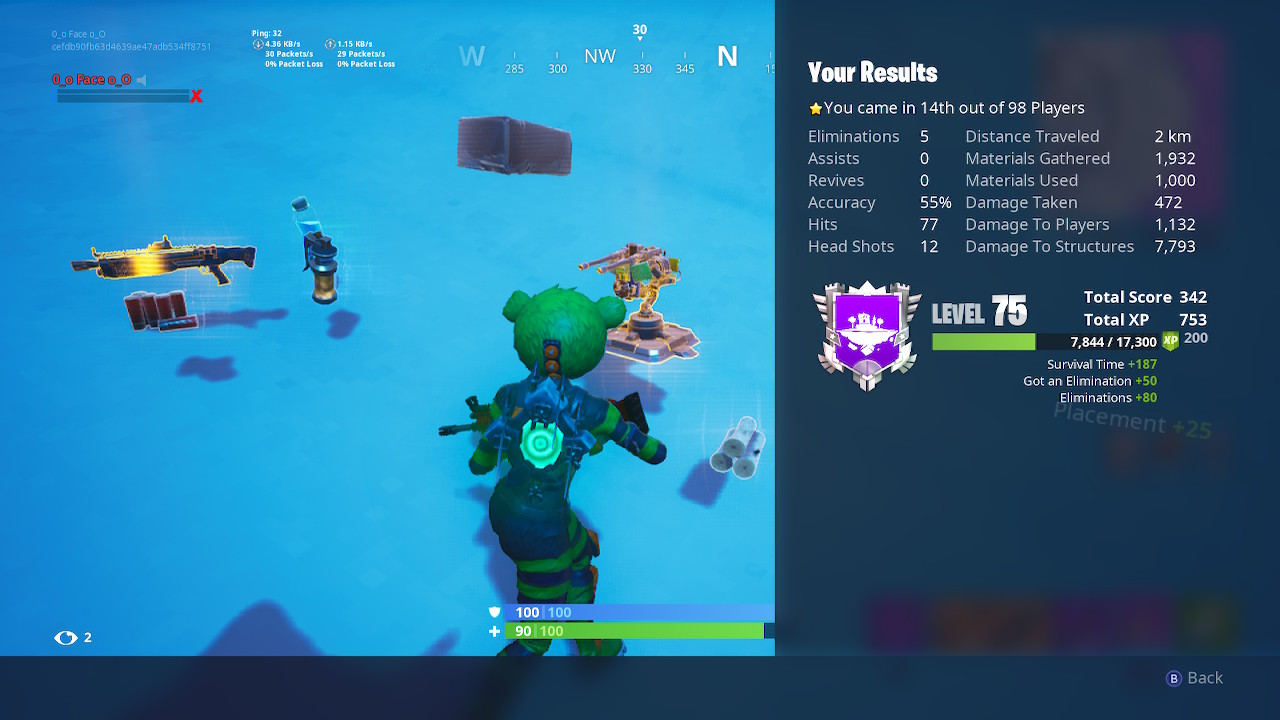 0_o Face o_O
cefdb90fb63d4639ae47adb534ff8751
Ping: 32
4.36 KB/s 1.15 KB/s
30 Packets/s 29 Packets/s
0% Packet Loss 0% Packet Loss
0_o Face o_O
X
30
W 285 300 NW 330 345 N 15
100 | 100
90 | 100
2
Your Results
You came in 14th out of 98 Players
Eliminations 5 Distance Traveled 2 km
Assists 0 Materials Gathered 1,932
Revives 0 Materials Used 1,000
Accuracy 55% Damage Taken 472
Hits 77 Damage To Players 1,132
Head Shots 12 Damage To Structures 7,793
LEVEL 75
Total Score 342
Total XP 753
7,844 / 17,300 XP 200
Survival Time +187
Got an Elimination +50
Eliminations +80
Placement +25
B Back